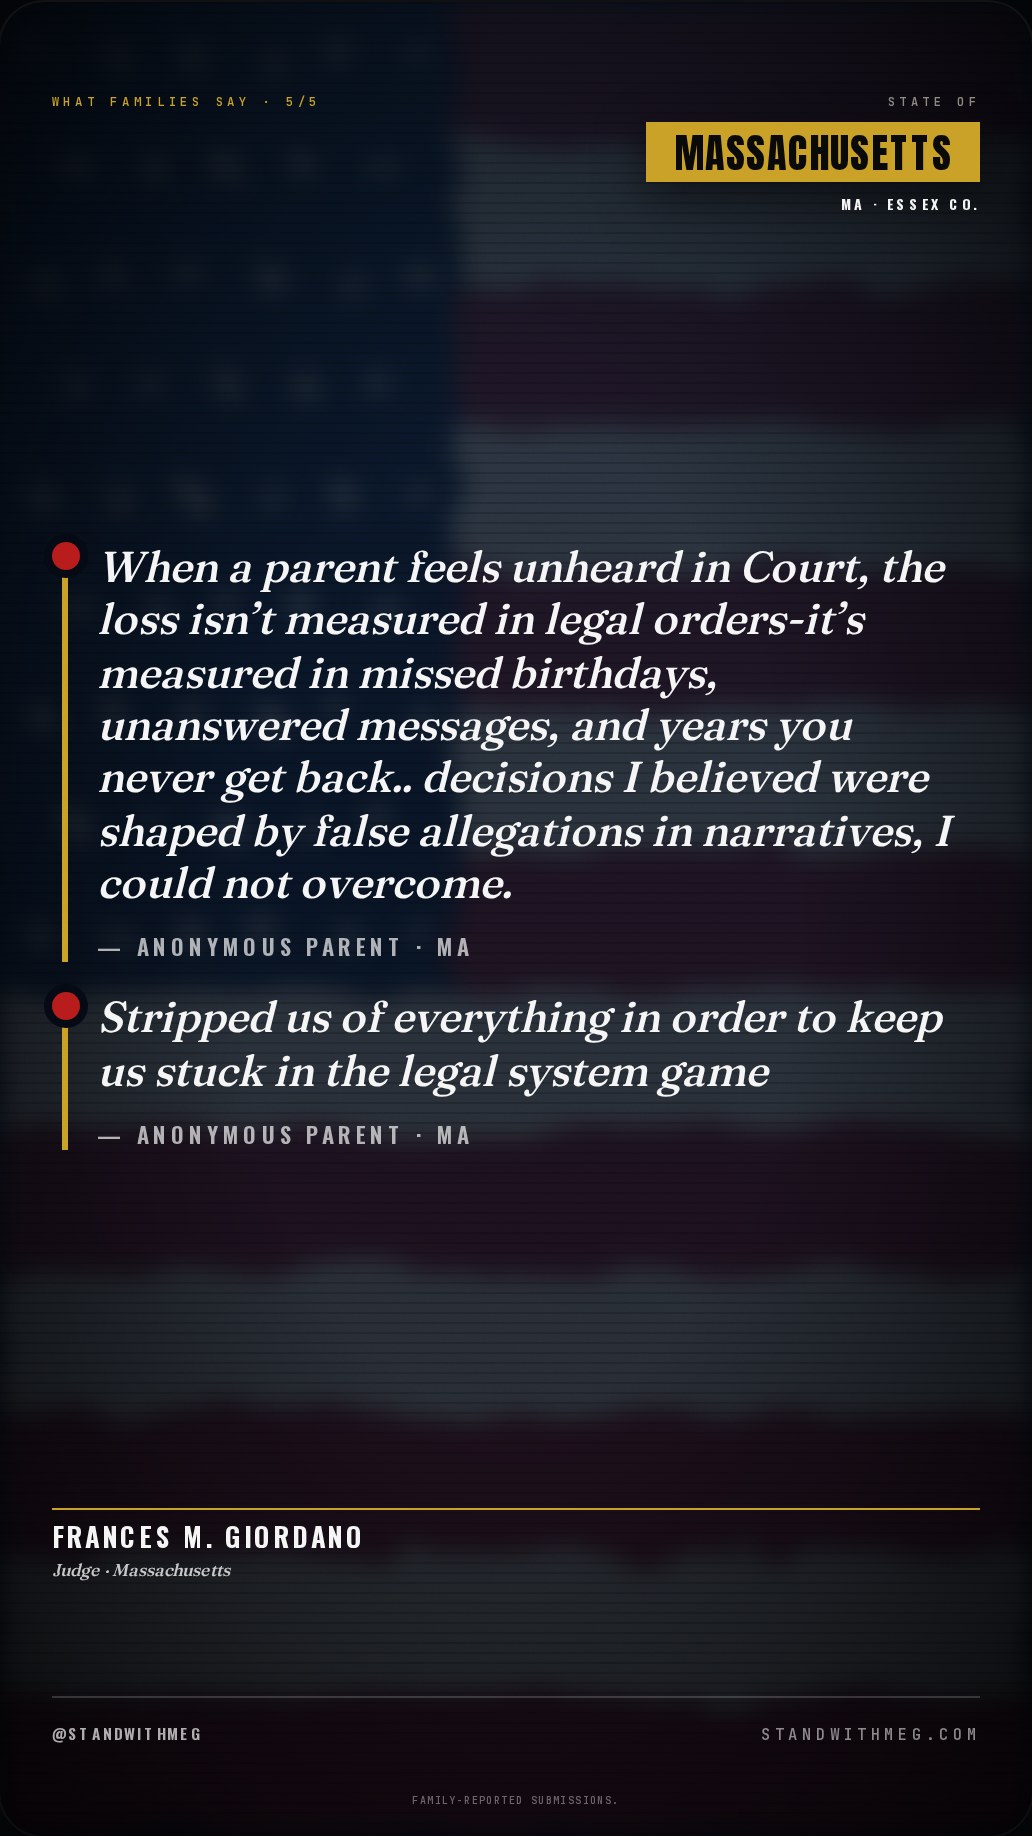 WHAT FAMILIES SAY · 5/5
STATE OF
MASSACHUSETTS
MA · ESSEX CO.
When a parent feels unheard in Court, the
loss isn’t measured in legal orders-it’s
measured in missed birthdays,
unanswered messages, and years you
never get back.. decisions I believed were
shaped by false allegations in narratives, I
could not overcome.
— ANONYMOUS PARENT · MA
Stripped us of everything in order to keep
us stuck in the legal system game
— ANONYMOUS PARENT · MA
FRANCES M. GIORDANO
Judge · Massachusetts
@STANDWITHMEG
STANDWITHMEG.COM
FAMILY-REPORTED SUBMISSIONS.